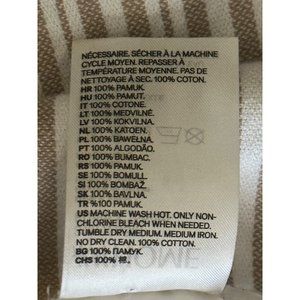 NÉCESSAIRE. SÉCHER À LA MACHINE
CYCLE MOYEN. REPASSER À
TEMPÉRATURE MOYENNE. PAS DE
NETTOYAGE À SEC. 100% COTON.
HR 100% PAMUK.
HU 100% PAMUT.
IT 100% COTONE.
LT 100% MEDVILNĖ.
LV 100% KOKVILNA.
NL 100% KATOEN.
PL 100% BAWEŁNA.
PT 100% ALGODÃO.
RO 100% BUMBAC.
RS 100% PAMUK.
SE 100% BOMULL.
SI 100% BOMBAŽ.
SK 100% BAVLNA.
TR %100 PAMUK.
US MACHINE WASH HOT. ONLY NON-
CHLORINE BLEACH WHEN NEEDED.
TUMBLE DRY MEDIUM. MEDIUM IRON.
NO DRY CLEAN. 100% COTTON.
BG 100% ПАМУК.
CHS 100% 棉.